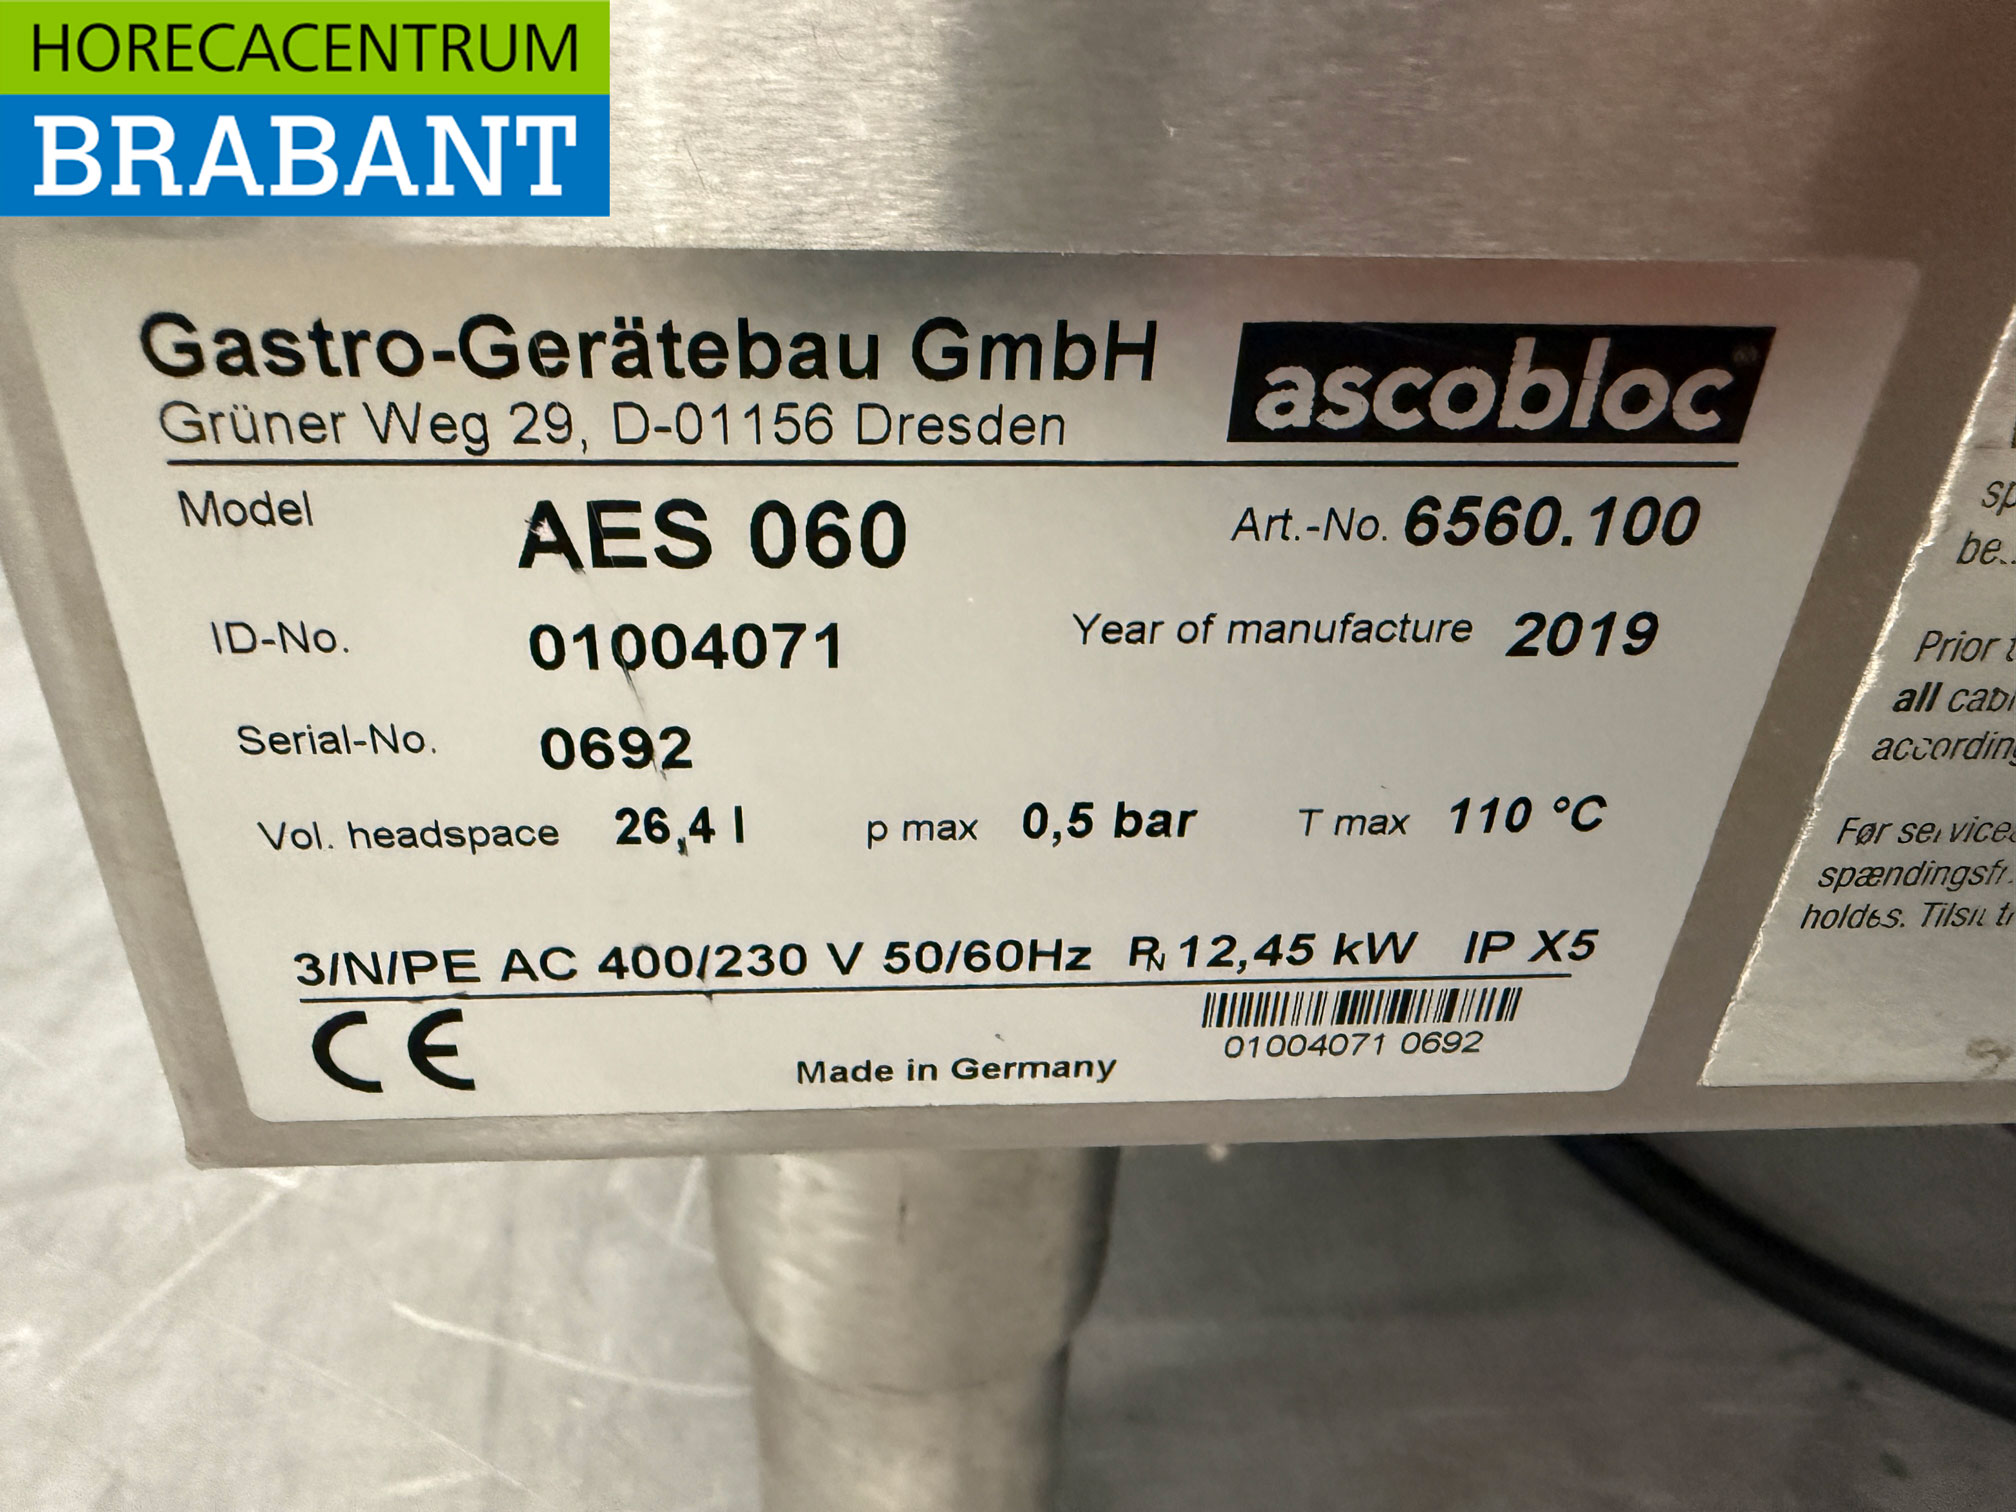 HORECACENTRUM
BRABANT
Gastro-Gerätebau GmbH
Grüner Weg 29, D-01156 Dresden
ascobloc
Model AES 060 Art.-No. 6560.100
ID-No. 01004071 Year of manufacture 2019
Serial-No. 0692
Vol. headspace 26,4 l p max 0,5 bar T max 110 °C
3/N/PE AC 400/230 V 50/60Hz PN 12,45 kW IP X5
CE
Made in Germany
01004071 0692
Prior
all
Før